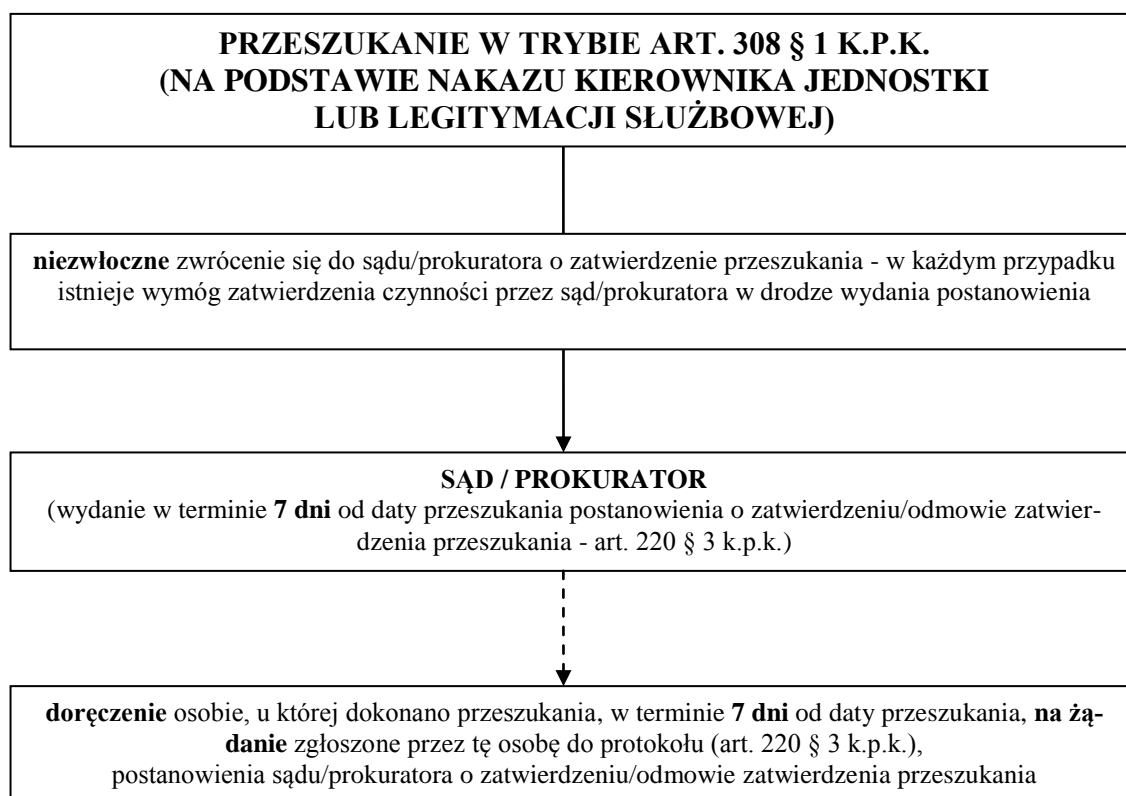 PRZESZUKANIE W TRYBIE ART. 308 § 1 K.P.K.
(NA PODSTAWIE NAKAZU KIEROWNIKA JEDNOSTKI
LUB LEGITYMACJI SŁUŻBOWEJ)
niezwłoczne zwrócenie się do sądu/prokuratora o zatwierdzenie przeszukania - w każdym przypadku
istnieje wymóg zatwierdzenia czynności przez sąd/prokuratora w drodze wydania postanowienia
SĄD / PROKURATOR
(wydanie w terminie 7 dni od daty przeszukania postanowienia o zatwierdzeniu/odmowie zatwier-
dzenia przeszukania - art. 220 § 3 k.p.k.)
doręczenie osobie, u której dokonano przeszukania, w terminie 7 dni od daty przeszukania, na żą-
danie zgłoszone przez tę osobę do protokołu (art. 220 § 3 k.p.k.),
postanowienia sądu/prokuratora o zatwierdzeniu/odmowie zatwierdzenia przeszukania